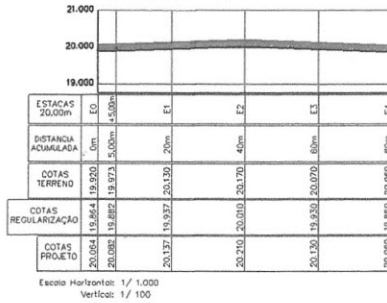 21.000
20.000
19.000
ESTACAS 20,00m
E0
+5,00m
E1
E2
E3
DISTANCIA ACUMULADA
0m
5,00m
20m
40m
60m
COTAS TERRENO
19.920
19.973
20.130
20.170
20.070
COTAS REGULARIZAÇÃO
19.864
19.882
19.937
20.010
19.930
COTAS PROJETO
20.064
20.082
20.137
20.210
20.130
Escala Horizontal: 1/ 1.000
Vertical: 1/ 100